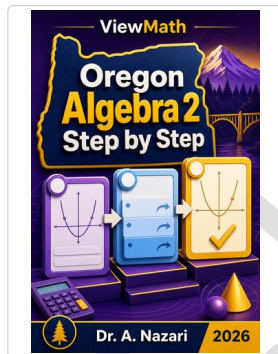 ViewMath
Oregon
Algebra 2
Step by Step
Dr. A. Nazari
2026